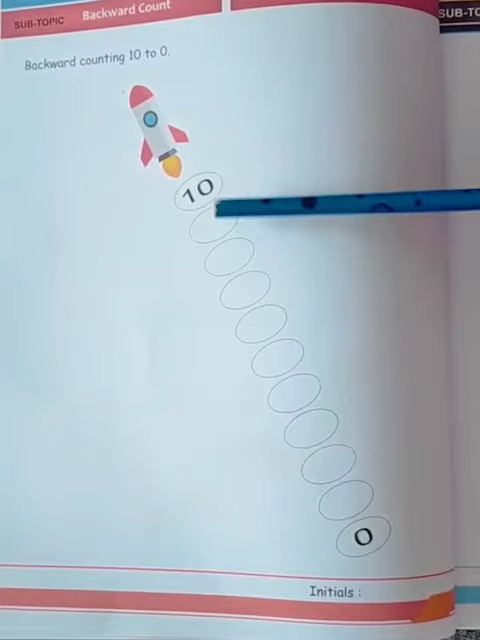 SUB-TOPIC Backward Count
SUB-TO
Backward counting 10 to 0.
10
0
Initials :